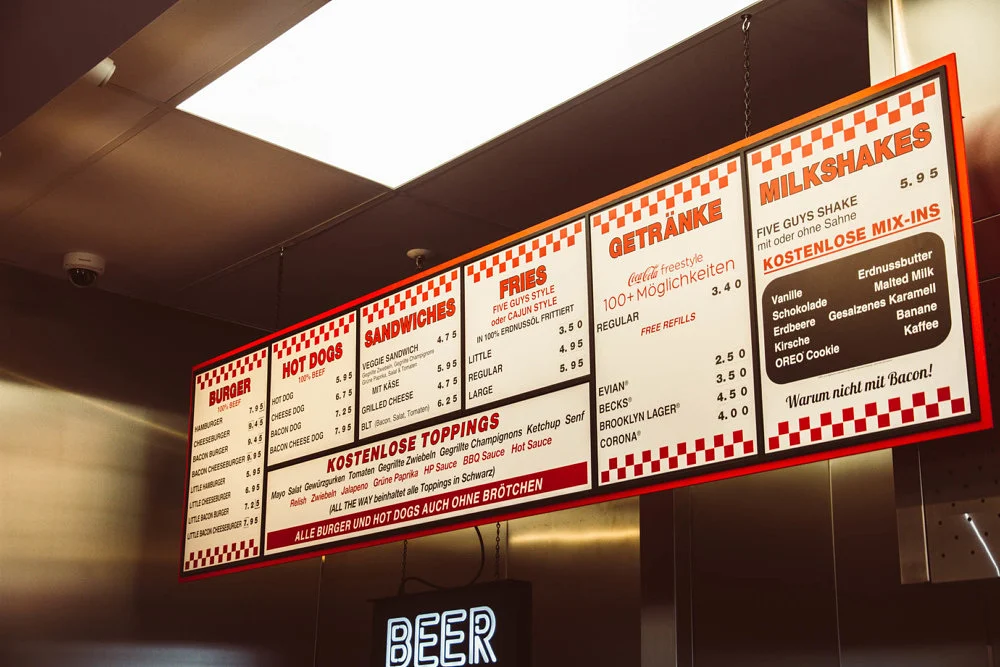 BURGER
100% BEEF
HAMBURGER 7.95
CHEESEBURGER 9.45
BACON BURGER 9.45
BACON CHEESEBURGER 9.95
LITTLE HAMBURGER 5.95
LITTLE CHEESEBURGER 6.95
LITTLE BACON BURGER 7.25
LITTLE BACON CHEESEBURGER 7.95
HOT DOGS
100% BEEF
HOT DOG 5.95
CHEESE DOG 6.75
BACON DOG 7.25
BACON CHEESE DOG 7.95
SANDWICHES
VEGGIE SANDWICH 4.75
Gegrillte Zwiebeln, Gegrillte Champignons
Grüne Paprika, Salat & Tomaten
MIT KÄSE 5.95
GRILLED CHEESE 4.75
BLT (Bacon, Salat, Tomaten) 6.25
FRIES
FIVE GUYS STYLE
oder CAJUN STYLE
IN 100% ERDNUSSÖL FRITTIERT
LITTLE 3.50
REGULAR 4.95
LARGE 5.95
KOSTENLOSE TOPPINGS
Mayo Salat Gewürzgurken Tomaten Gegrillte Zwiebeln Gegrillte Champignons Ketchup Senf
Relish Zwiebeln Jalapeno Grüne Paprika HP Sauce BBQ Sauce Hot Sauce
(ALL THE WAY beinhaltet alle Toppings in Schwarz)
ALLE BURGER UND HOT DOGS AUCH OHNE BRÖTCHEN
GETRÄNKE
Coca-Cola freestyle
100+ Möglichkeiten
REGULAR 3.40
FREE REFILLS
EVIAN® 2.50
BECKS® 3.50
BROOKLYN LAGER® 4.50
CORONA® 4.00
MILKSHAKES
FIVE GUYS SHAKE 5.95
mit oder ohne Sahne
KOSTENLOSE MIX-INS
Vanille Erdnussbutter
Schokolade Malted Milk
Erdbeere Gesalzenes Karamell
Kirsche Banane
OREO® Cookie Kaffee
Warum nicht mit Bacon!
BEER